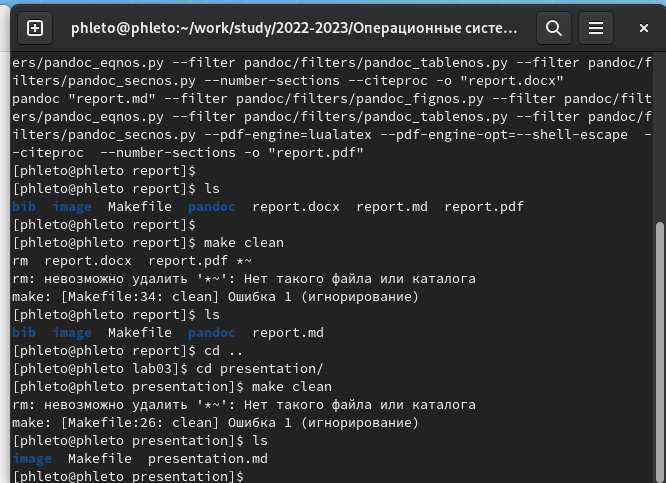 phleto@phleto:~/work/study/2022-2023/Операционные систе…
ers/pandoc_eqnos.py --filter pandoc/filters/pandoc_tablenos.py --filter pandoc/f
ilters/pandoc_secnos.py --number-sections --citeproc -o "report.docx"
pandoc "report.md" --filter pandoc/filters/pandoc_fignos.py --filter pandoc/filt
ers/pandoc_eqnos.py --filter pandoc/filters/pandoc_tablenos.py --filter pandoc/f
ilters/pandoc_secnos.py --pdf-engine=lualatex --pdf-engine-opt=--shell-escape  -
-citeproc  --number-sections -o "report.pdf"
[phleto@phleto report]$
[phleto@phleto report]$ ls
bib  image  Makefile  pandoc  report.docx  report.md  report.pdf
[phleto@phleto report]$
[phleto@phleto report]$ make clean
rm  report.docx  report.pdf *~
rm: невозможно удалить '*~': Нет такого файла или каталога
make: [Makefile:34: clean] Ошибка 1 (игнорирование)
[phleto@phleto report]$ ls
bib  image  Makefile  pandoc  report.md
[phleto@phleto report]$ cd ..
[phleto@phleto lab03]$ cd presentation/
[phleto@phleto presentation]$ make clean
rm: невозможно удалить '*~': Нет такого файла или каталога
make: [Makefile:26: clean] Ошибка 1 (игнорирование)
[phleto@phleto presentation]$ ls
image  Makefile  presentation.md
[phleto@phleto presentation]$